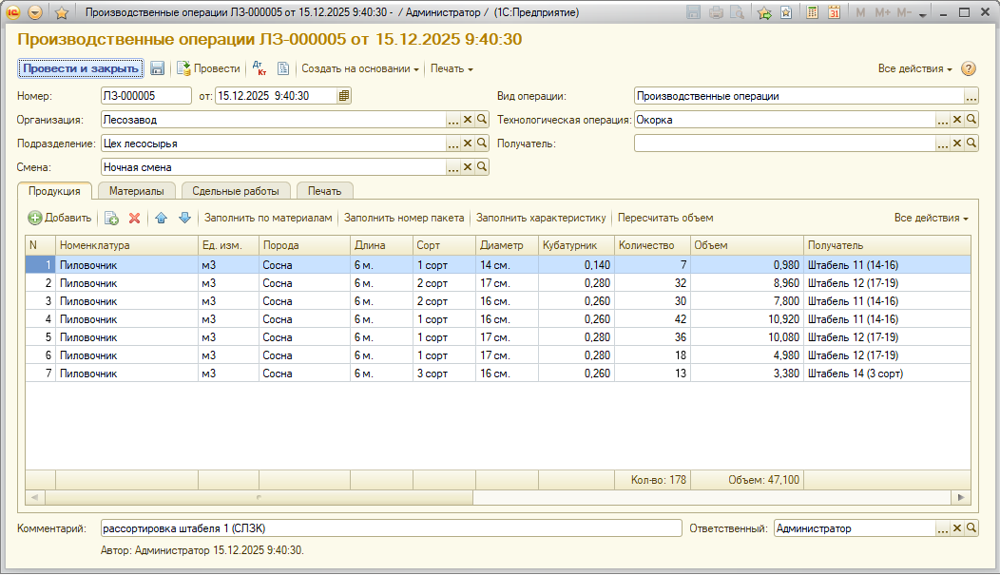 Производственные операции ЛЗ-000005 от 15.12.2025 9:40:30 - / Администратор / (1С:Предприятие)
M M+ M-
Производственные операции ЛЗ-000005 от 15.12.2025 9:40:30
Провести и закрыть Провести Дт Кт Создать на основании Печать Все действия ?
Номер: ЛЗ-000005 от: 15.12.2025 9:40:30 Вид операции: Производственные операции ...
Организация: Лесозавод ... Технологическая операция: Окорка ...
Подразделение: Цех лесосырья ... Получатель: ...
Смена: Ночная смена ...
Продукция Материалы Сдельные работы Печать
Добавить Заполнить по материалам Заполнить номер пакета Заполнить характеристику Пересчитать объем Все действия
N Номенклатура Ед. изм. Порода Длина Сорт Диаметр Кубатурник Количество Объем Получатель
1 Пиловочник м3 Сосна 6 м. 1 сорт 14 см. 0,140 7 0,980 Штабель 11 (14-16)
2 Пиловочник м3 Сосна 6 м. 2 сорт 17 см. 0,280 32 8,960 Штабель 12 (17-19)
3 Пиловочник м3 Сосна 6 м. 2 сорт 16 см. 0,260 30 7,800 Штабель 11 (14-16)
4 Пиловочник м3 Сосна 6 м. 1 сорт 16 см. 0,260 42 10,920 Штабель 11 (14-16)
5 Пиловочник м3 Сосна 6 м. 1 сорт 17 см. 0,280 36 10,080 Штабель 12 (17-19)
6 Пиловочник м3 Сосна 6 м. 1 сорт 17 см. 0,280 18 4,980 Штабель 12 (17-19)
7 Пиловочник м3 Сосна 6 м. 3 сорт 16 см. 0,260 13 3,380 Штабель 14 (3 сорт)
Кол-во: 178 Объем: 47,100
Комментарий: рассортировка штабеля 1 (СЛЗК) Ответственный: Администратор ...
Автор: Администратор 15.12.2025 9:40:30.